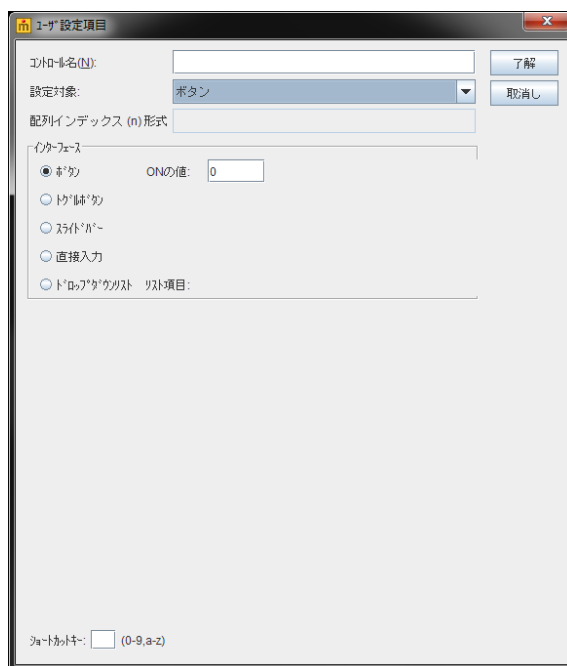 ﾕｰｻﾞ設定項目
ｺﾝﾄﾛｰﾙ名(N):
了解
設定対象:
ボタン
取消し
配列インデックス (n)形式
ｲﾝﾀｰﾌｪｰｽ
ﾎﾞﾀﾝ ONの値: 0
ﾄｸﾞﾙﾎﾞﾀﾝ
ｽﾗｲﾄﾞﾊﾞｰ
直接入力
ﾄﾞﾛｯﾌﾟﾀﾞｳﾝﾘｽﾄ ﾘｽﾄ項目:
ｼｮｰﾄｶｯﾄｷｰ: (0-9,a-z)